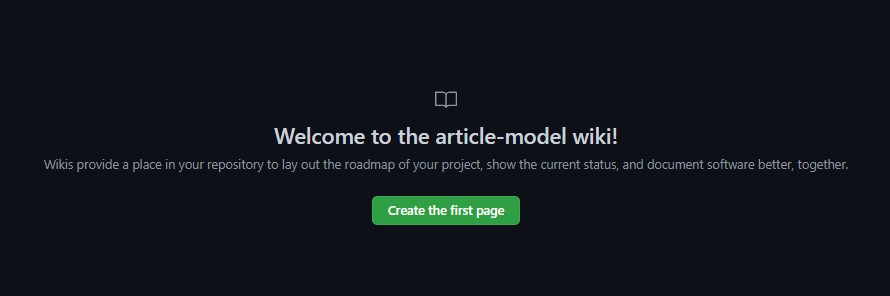 Welcome to the article-model wiki!
Wikis provide a place in your repository to lay out the roadmap of your project, show the current status, and document software better, together.
Create the first page